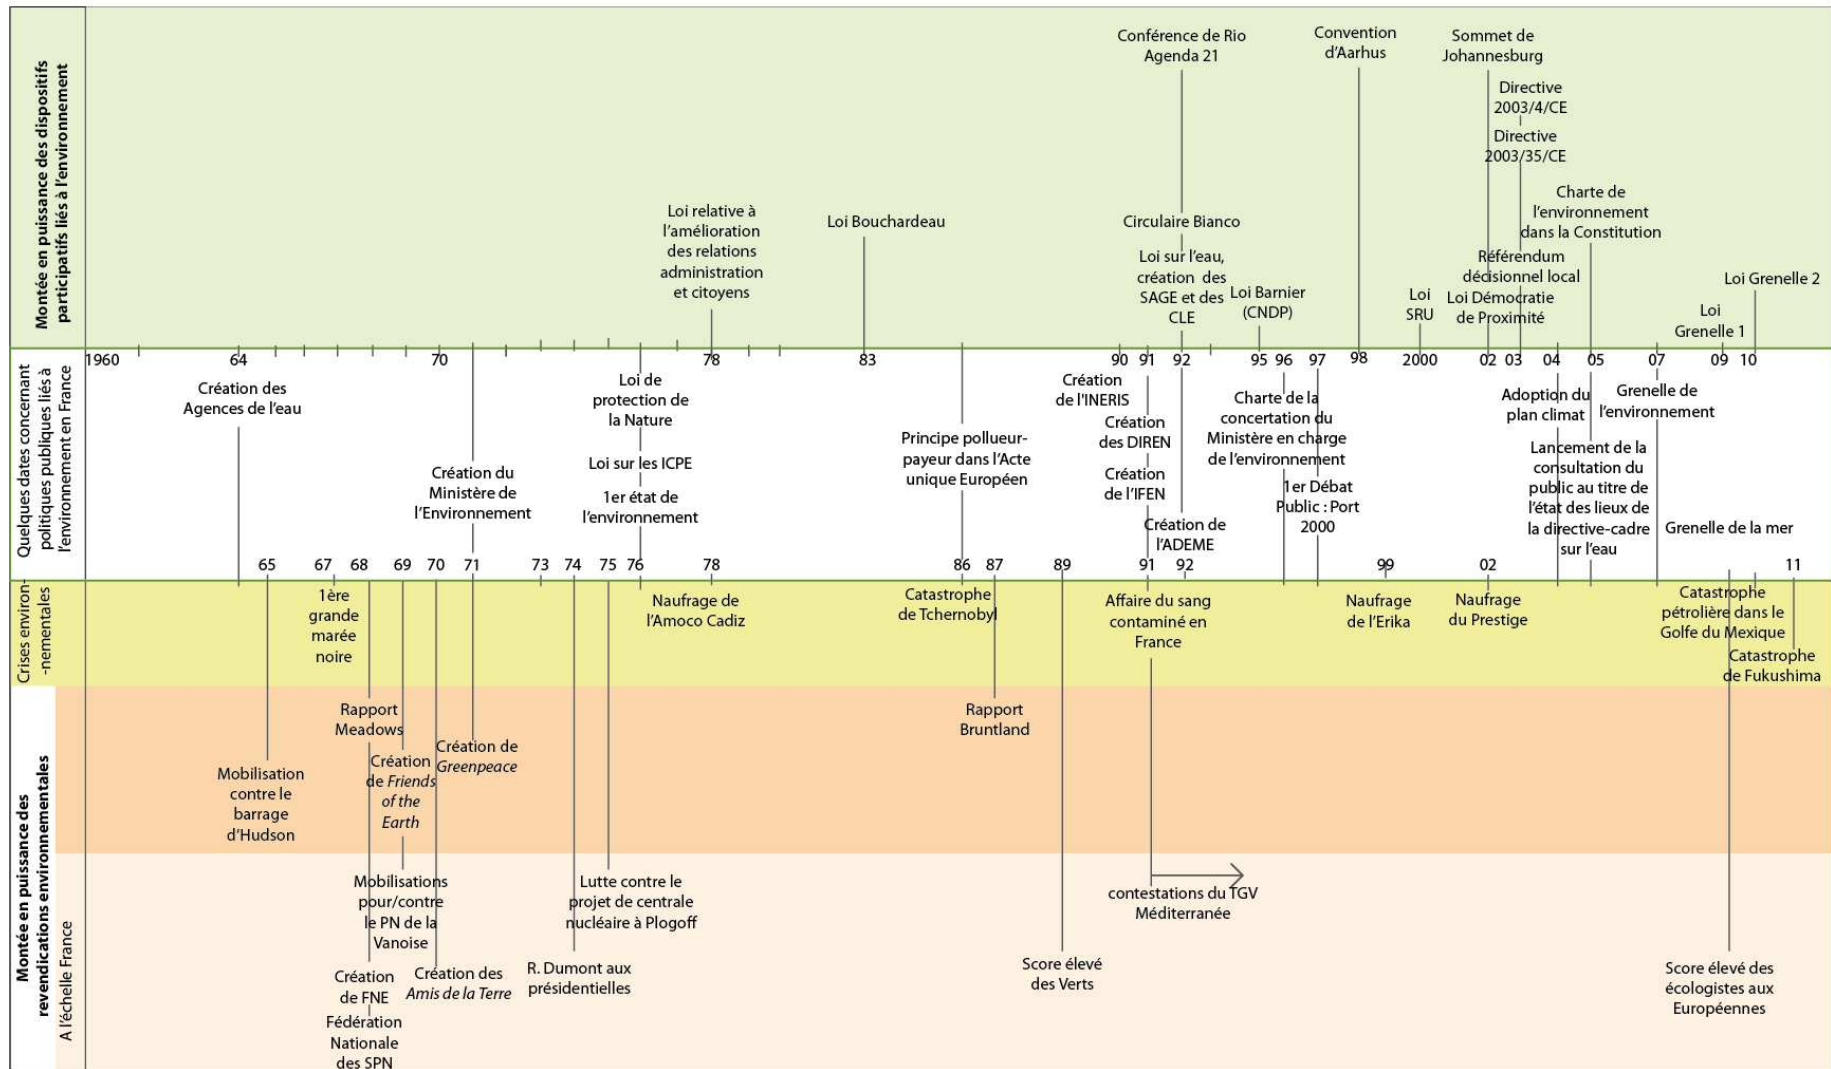 Montée en puissance des dispositifs
participatifs liés à l'environnement
Conférence de Rio
Agenda 21
Convention
d'Aarhus
Sommet de
Johannesburg
Directive
2003/4/CE
Directive
2003/35/CE
Loi relative à
l'amélioration
des relations
administration
et citoyens
Loi Bouchardeau
Circulaire Bianco
Loi sur l'eau,
création des
SAGE et des
CLE
Loi Barnier
(CNDP)
Loi
SRU
Charte de
l'environnement
dans la Constitution
Référendum
décisionnel local
Loi Démocratie
de Proximité
Loi
Grenelle 1
Loi Grenelle 2
1960 64 70 78 83 90 91 92 95 96 97 98 2000 02 03 04 05 07 09 10
Quelques dates concernant
politiques publiques liés à
l'environnement en France
Création des
Agences de l'eau
Création du
Ministère de
l'Environnement
Loi de
protection de
la Nature
Loi sur les ICPE
1er état de
l'environnement
Principe pollueur-
payeur dans l'Acte
unique Européen
Création
de l'INERIS
Création
des DIREN
Création
de l'IFEN
Création de
l'ADEME
Charte de la
concertation du
Ministère en charge
de l'environnement
1er Débat
Public : Port
2000
Adoption du
plan climat
Lancement de la
consultation du
public au titre de
l'état des lieux de
la directive-cadre
sur l'eau
Grenelle de
l'environnement
Grenelle de la mer
65 67 68 69 70 71 73 74 75 76 78 86 87 89 91 92 99 02 11
Crises environ-
-nementales
1ère
grande
marée
noire
Naufrage de
l'Amoco Cadiz
Catastrophe
de Tchernobyl
Affaire du sang
contaminé en
France
Naufrage
de l'Erika
Naufrage
du Prestige
Catastrophe
pétrolière dans le
Golfe du Mexique
Catastrophe
de Fukushima
Montée en puissance des
revendications environnementales
Mobilisation
contre le
barrage
d'Hudson
Rapport
Meadows
Création
de Friends
of the
Earth
Création de
Greenpeace
Rapport
Bruntland
A l'échelle France
Mobilisations
pour/contre
le PN de la
Vanoise
Création
de FNE
Fédération
Nationale
des SPN
Création des
Amis de la Terre
R. Dumont aux
présidentielles
Lutte contre le
projet de centrale
nucléaire à Plogoff
Score élevé
des Verts
contestations du TGV
Méditerranée
Score élevé des
écologistes aux
Européennes